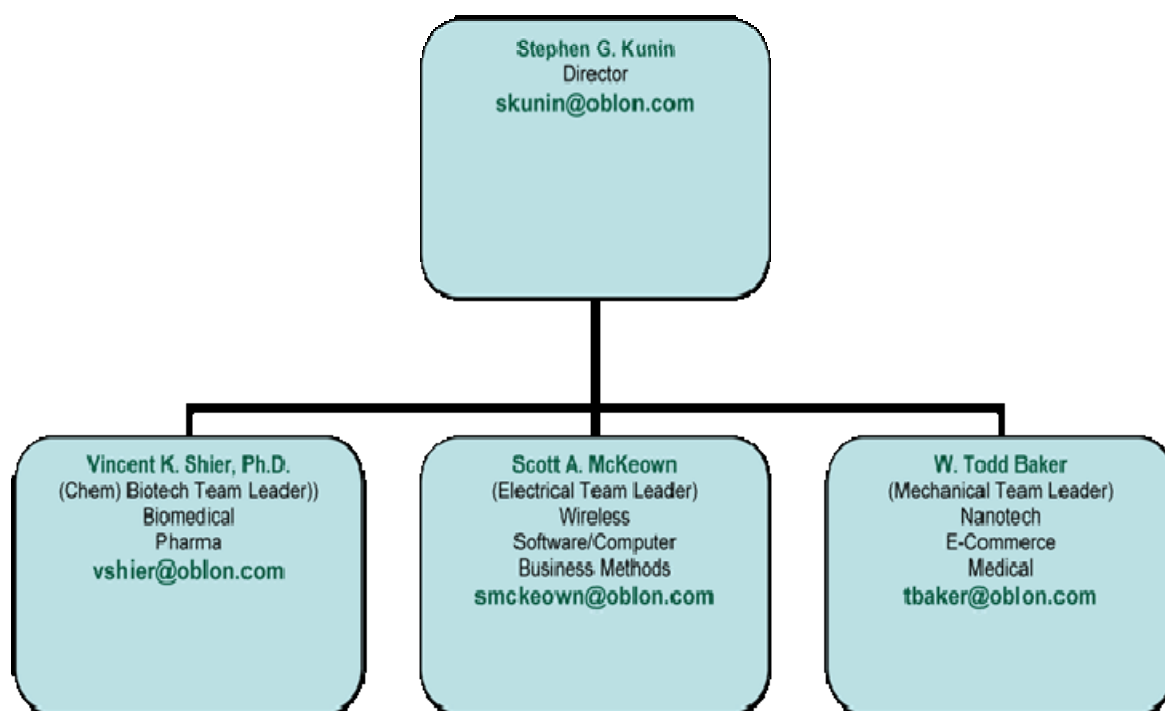 Stephen G. Kunin
Director
skunin@oblon.com
Vincent K. Shier, Ph.D.
(Chem) Biotech Team Leader))
Biomedical
Pharma
vshier@oblon.com
Scott A. McKeown
(Electrical Team Leader)
Wireless
Software/Computer
Business Methods
smckeown@oblon.com
W. Todd Baker
(Mechanical Team Leader)
Nanotech
E-Commerce
Medical
tbaker@oblon.com